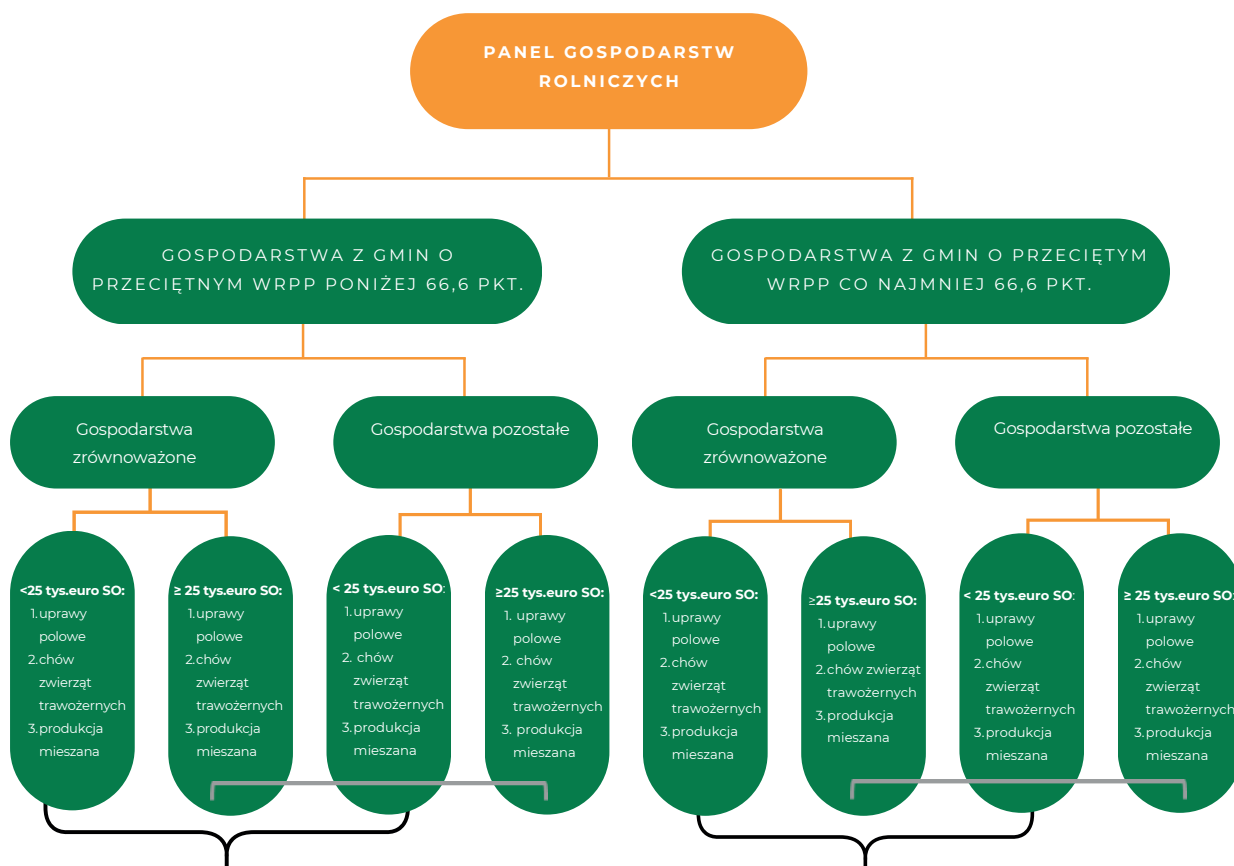 PANEL GOSPODARSTW
ROLNICZYCH
GOSPODARSTWA Z GMIN O
PRZECIĘTNYM WRPP PONIŻEJ 66,6 PKT.
GOSPODARSTWA Z GMIN O PRZECIĘTYM
WRPP CO NAJMNIEJ 66,6 PKT.
Gospodarstwa
zrównoważone
Gospodarstwa pozostałe
Gospodarstwa
zrównoważone
Gospodarstwa pozostałe
<25 tys.euro SO:
1.uprawy
polowe
2.chów
zwierząt
trawożernych
3.produkcja
mieszana
≥ 25 tys.euro SO:
1.uprawy
polowe
2.chów
zwierząt
trawożernych
3.produkcja
mieszana
< 25 tys.euro SO:
1.uprawy
polowe
2. chów
zwierząt
trawożernych
3.produkcja
mieszana
≥25 tys.euro SO:
1. uprawy
polowe
2. chów
zwierząt
trawożernych
3. produkcja
mieszana
<25 tys.euro SO:
1.uprawy
polowe
2.chów
zwierząt
trawożernych
3.produkcja
mieszana
≥25 tys.euro SO:
1.uprawy
polowe
2.chów zwierząt
trawożernych
3.produkcja
mieszana
< 25 tys.euro SO:
1.uprawy
polowe
2.chów
zwierząt
trawożernych
3.produkcja
mieszana
≥ 25 tys.euro SO:
1.uprawy
polowe
2.chów
zwierząt
trawożernych
3.produkcja
mieszana